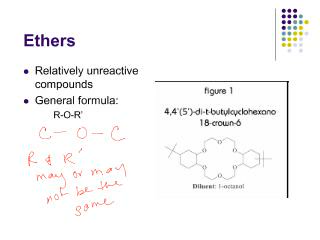 Ethers
Relatively unreactive
compounds
General formula:
R-O-R'
C - O - C
R & R'
may or may
not be the
same
figure 1
4,4'(5')-di-t-butylcyclohexano
18-crown-6
O O
O O
O O
Diluent: 1-octanol